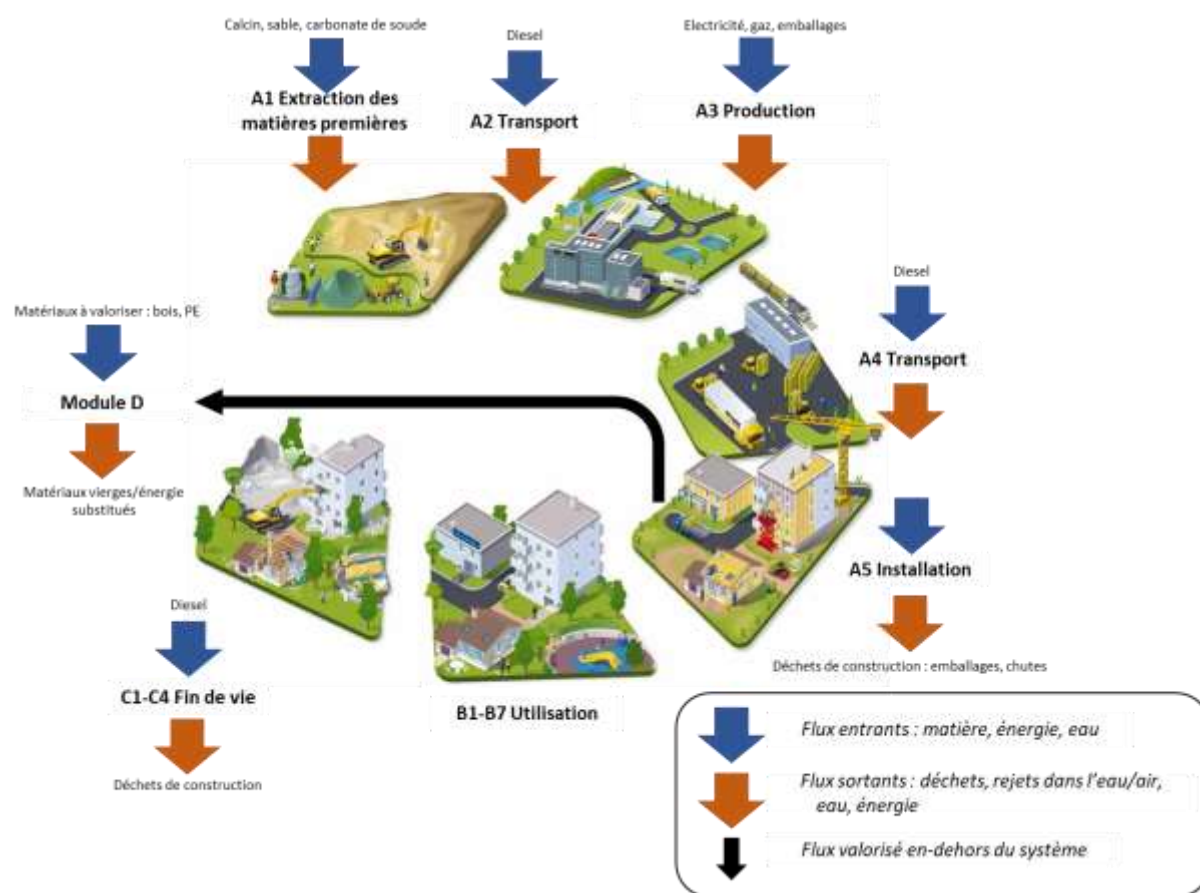 Calcin, sable, carbonate de soude
Diesel
Electricité, gaz, emballages
A1 Extraction des
matières premières
A2 Transport
A3 Production
Diesel
Matériaux à valoriser : bois, PE
A4 Transport
Module D
Matériaux vierges/énergie
substitués
A5 Installation
Diesel
Déchets de construction : emballages, chutes
C1-C4 Fin de vie
B1-B7 Utilisation
Flux entrants : matière, énergie, eau
Déchets de construction
Flux sortants : déchets, rejets dans l'eau/air,
eau, énergie
Flux valorisé en-dehors du système